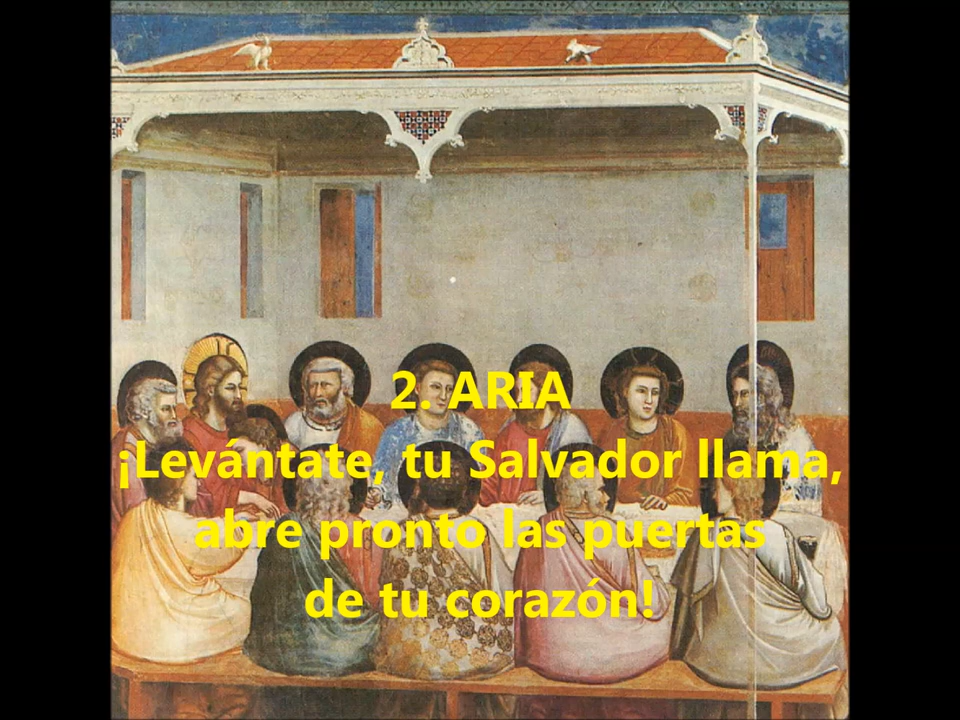 2. ARIA
¡Levántate, tu Salvador llama,
abre pronto las puertas
de tu corazón!